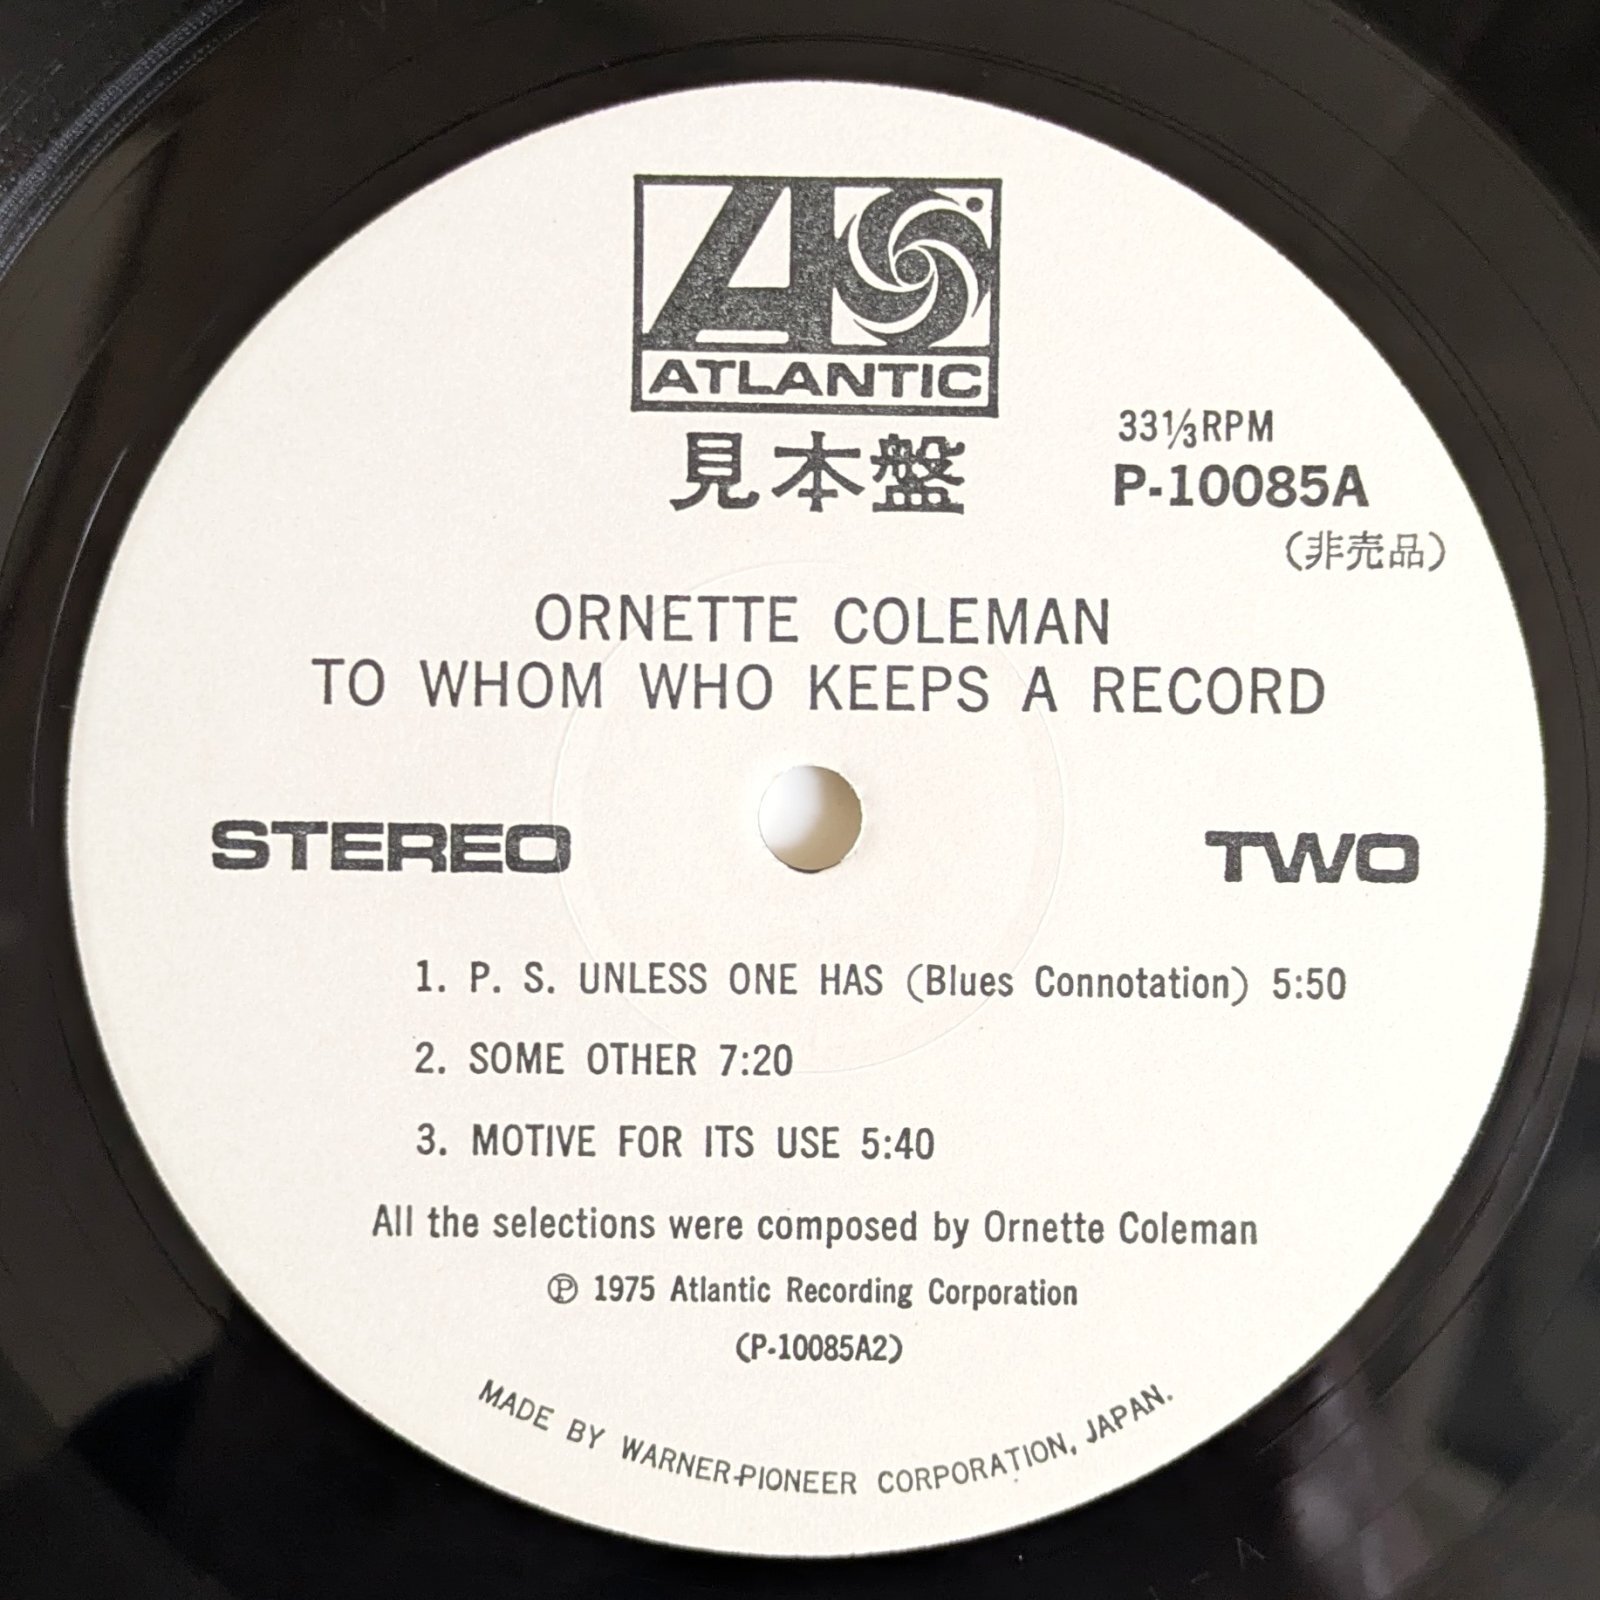 ATLANTIC
見本盤
33⅓RPM
P-10085A
(非売品)
ORNETTE COLEMAN
TO WHOM WHO KEEPS A RECORD
STEREO
TWO
1. P. S. UNLESS ONE HAS (Blues Connotation) 5:50
2. SOME OTHER 7:20
3. MOTIVE FOR ITS USE 5:40
All the selections were composed by Ornette Coleman
℗ 1975 Atlantic Recording Corporation
(P-10085A2)
MADE BY WARNER-PIONEER CORPORATION, JAPAN.